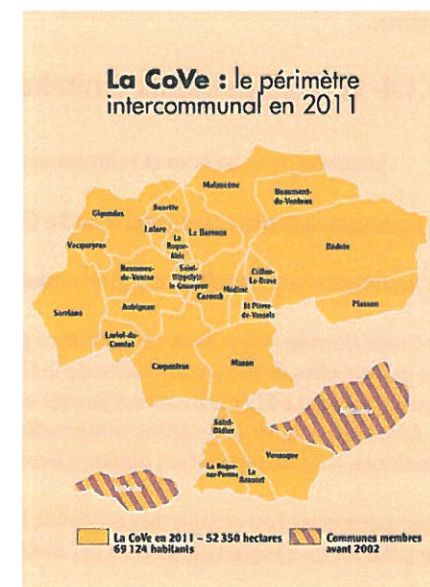 La CoVe : le périmètre
intercommunal en 2011
Malaucène
Beaumont-
du-Ventoux
Suzette
Gigondas
Lafare
La
Roque-
Alric
Le Barroux
Bédoin
Vacqueyras
Crillon-
Le-Brave
Beaumes-
de-Venise
Saint-
Hippolyte-
le-Graveyron
Modène
Caromb
St Pierre-
de-Vassols
Flassan
Sarrians
Aubignan
Loriol-du-
Comtat
Carpentras
Mazan
Saint-
Didier
Venasque
La Roque-
sur-Pernes
Le
Beaucet
La CoVe en 2011 – 52 350 hectares
69 124 habitants
Communes membres
avant 2002